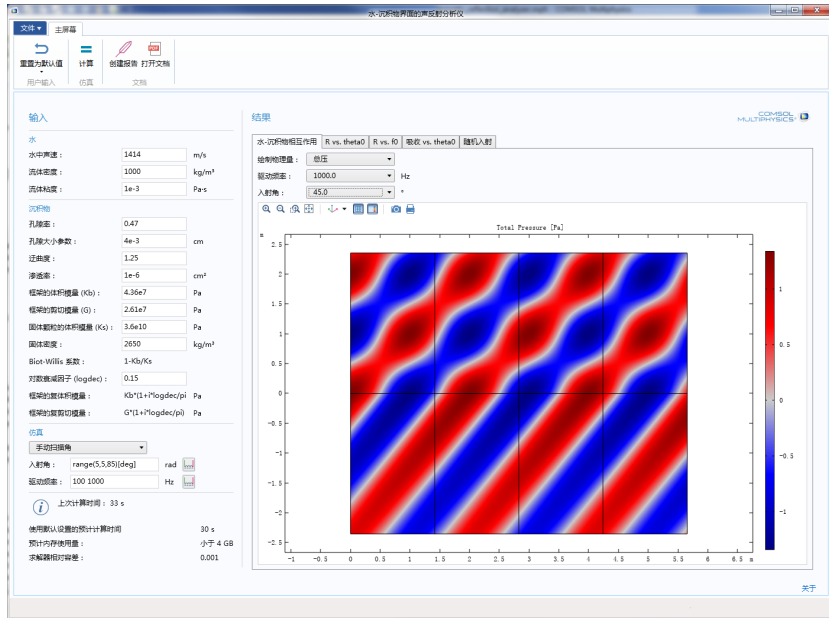 水-沉积物界面的声反射分析仪
文件▾ 主屏幕
重置为默认值 计算 创建报告 打开文档
用户输入 仿真 文档
输入
水
水中声速： 1414 m/s
流体密度： 1000 kg/m³
流体粘度： 1e-3 Pa·s
沉积物
孔隙率： 0.47
孔隙大小参数： 4e-3 cm
迂曲度： 1.25
渗透率： 1e-6 cm²
框架的体积模量 (Kb)： 4.36e7 Pa
框架的剪切模量 (G)： 2.61e7 Pa
固体颗粒的体积模量 (Ks)： 3.6e10 Pa
固体密度： 2650 kg/m³
Biot-Willis 系数： 1-Kb/Ks
对数衰减因子 (logdec)： 0.15
框架的复体积模量： Kb*(1+i*logdec/pi Pa
框架的复剪切模量： G*(1+i*logdec/pi) Pa
仿真
手动扫描角
入射角： range(5,5,85)[deg] rad
驱动频率： 100 1000 Hz
上次计算时间：33 s
使用默认设置的预计计算时间 30 s
预计内存使用量： 小于 4 GB
求解器相对容差： 0.001
结果
COMSOL
MULTIPHYSICS®
水-沉积物相互作用 R vs. theta0 R vs. f0 吸收 vs. theta0 随机入射
绘制物理量： 总压
驱动频率： 1000.0 Hz
入射角： 45.0 °
Total Pressure [Pa]
m
2.5
2
1.5
1
0.5
0
-0.5
-1
-1.5
-2
-2.5
-1 -0.5 0 0.5 1 1.5 2 2.5 3 3.5 4 4.5 5 5.5 6 6.5 m
1
0.5
0
-0.5
-1
关于